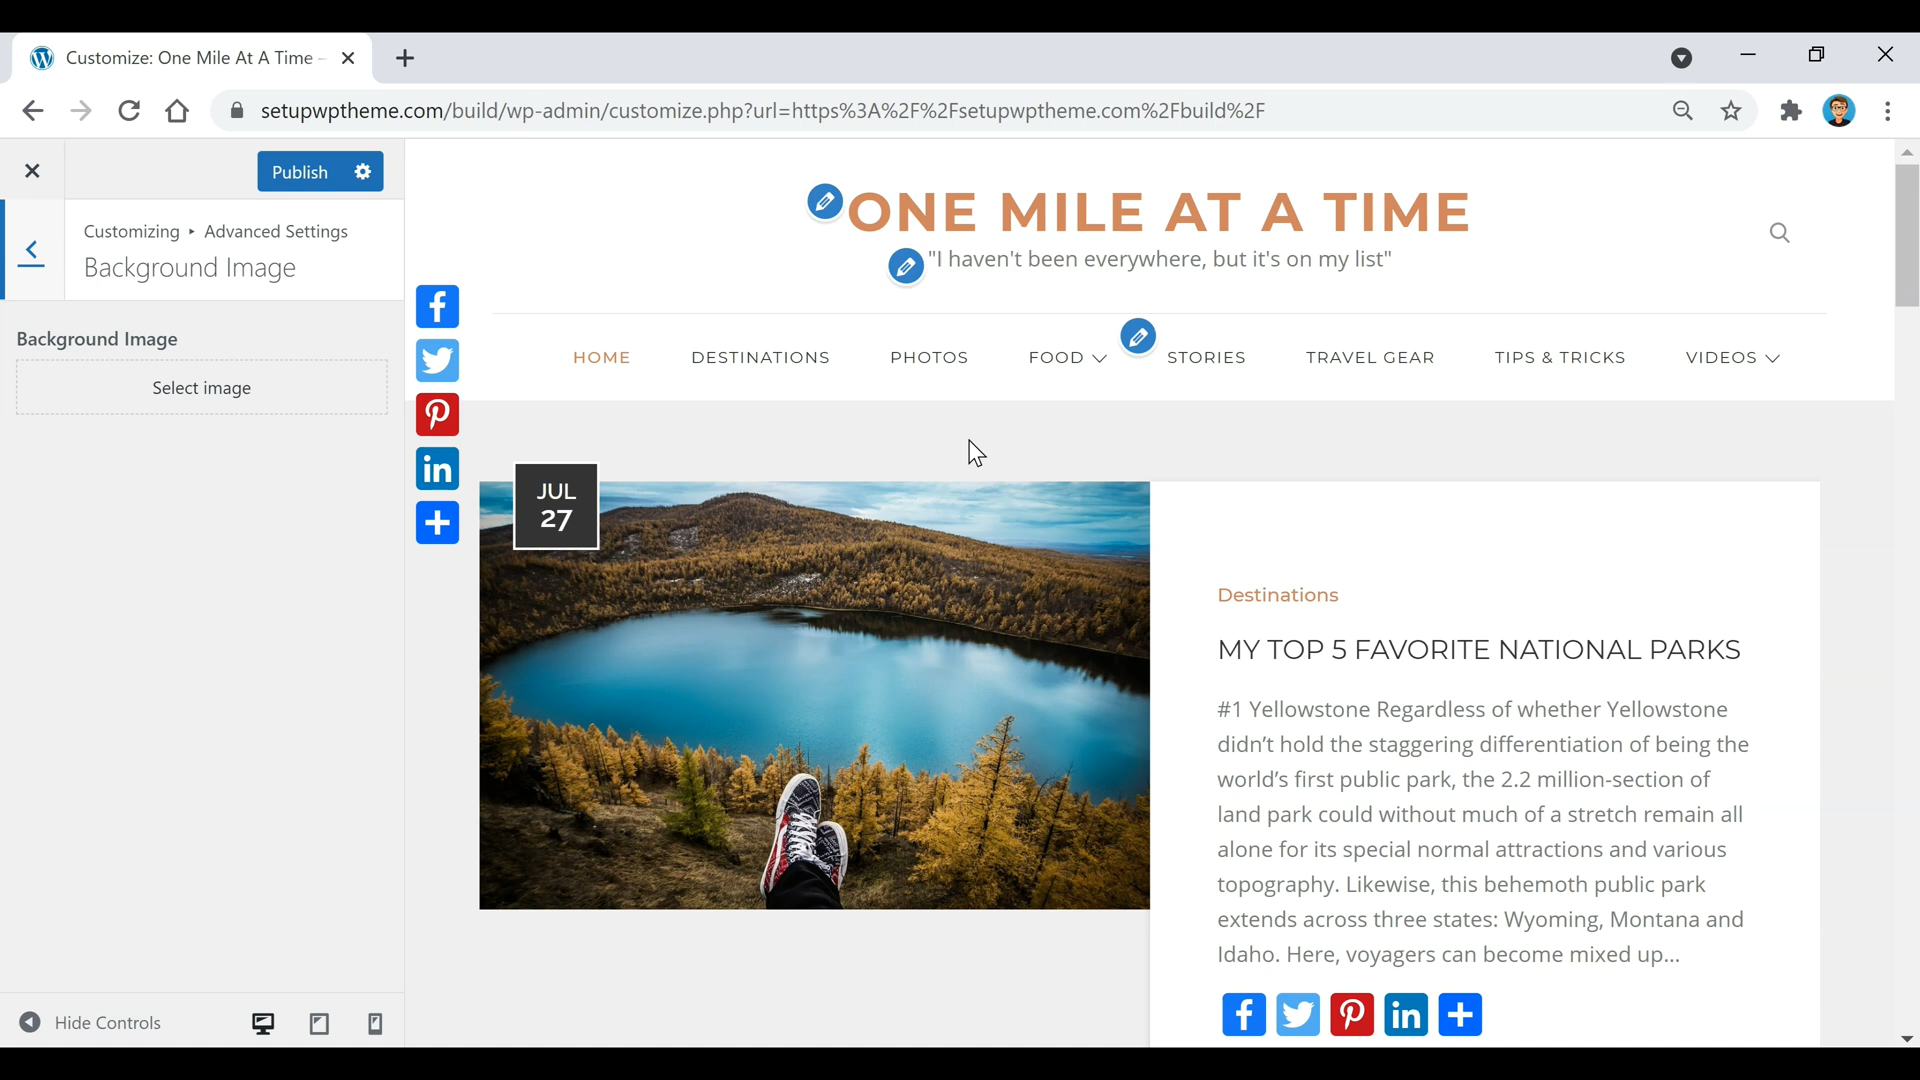 Customize: One Mile At A Time –
setupwptheme.com/build/wp-admin/customize.php?url=https%3A%2F%2Fsetupwptheme.com%2Fbuild%2F
Publish
Customizing ▸ Advanced Settings
Background Image
Background Image
Select image
Hide Controls
ONE MILE AT A TIME
"I haven't been everywhere, but it's on my list"
HOME DESTINATIONS PHOTOS FOOD STORIES TRAVEL GEAR TIPS & TRICKS VIDEOS
JUL
27
Destinations
MY TOP 5 FAVORITE NATIONAL PARKS
#1 Yellowstone Regardless of whether Yellowstone
didn’t hold the staggering differentiation of being the
world’s first public park, the 2.2 million-section of
land park could without much of a stretch remain all
alone for its special normal attractions and various
topography. Likewise, this behemoth public park
extends across three states: Wyoming, Montana and
Idaho. Here, voyagers can become mixed up...